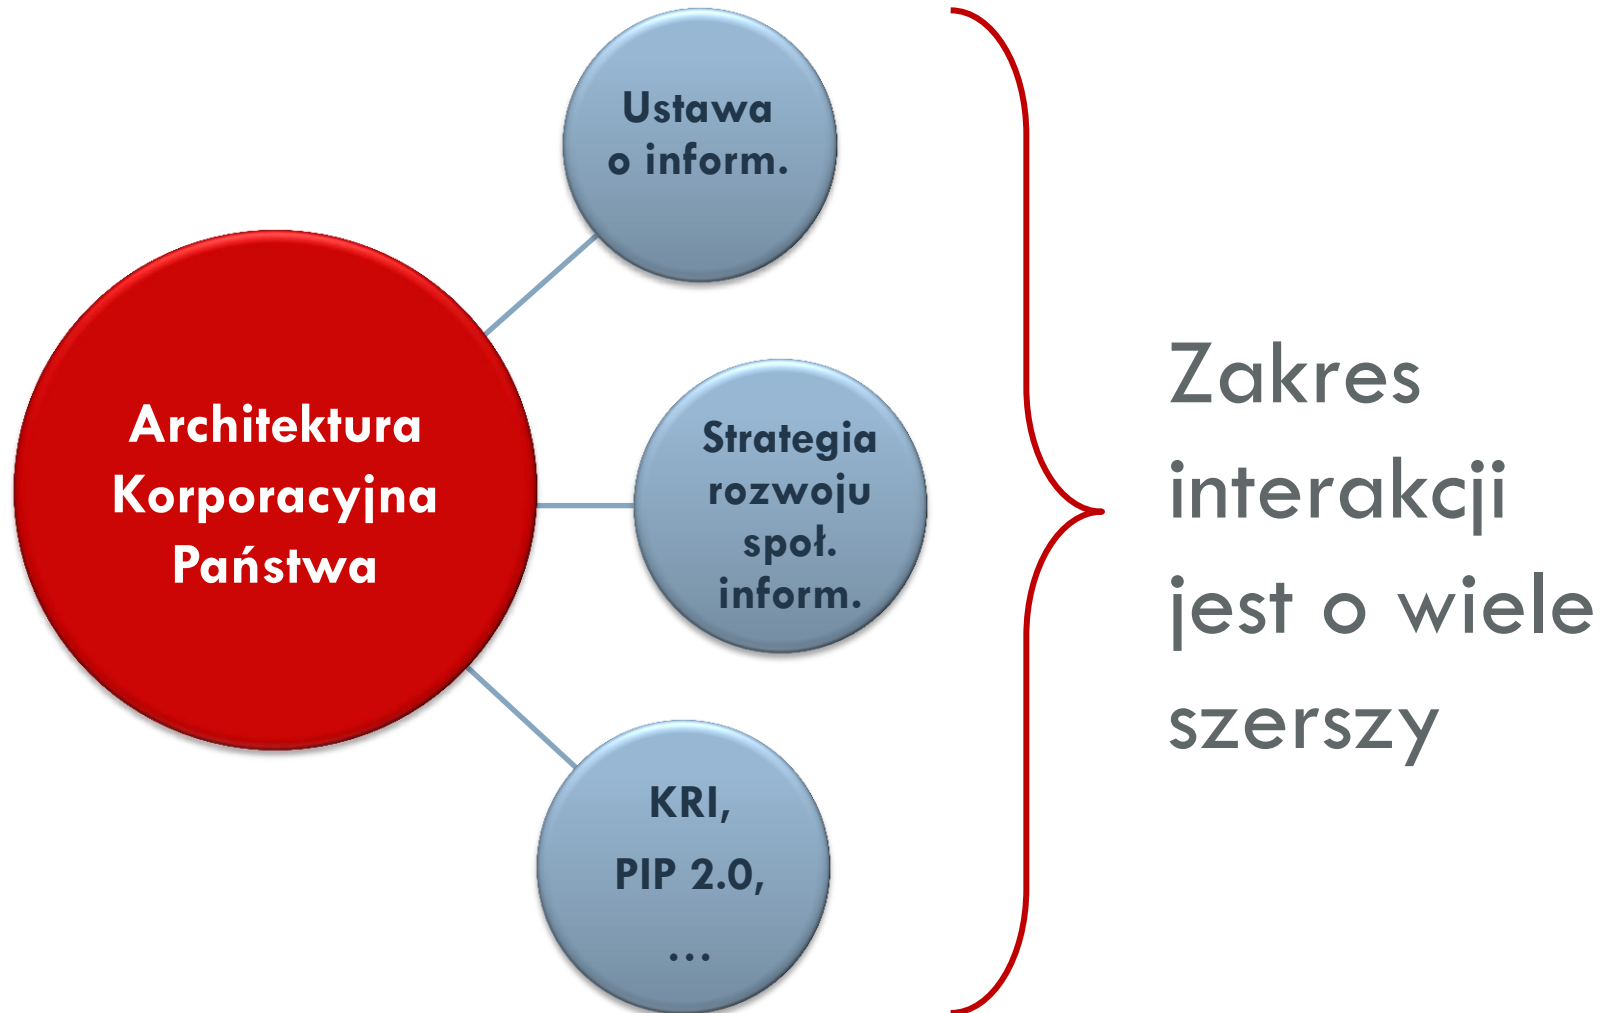 Architektura
Korporacyjna
Państwa
Ustawa
o inform.
Strategia
rozwoju
społ.
inform.
KRI,
PIP 2.0,
...
Zakres
interakcji
jest o wiele
szerszy